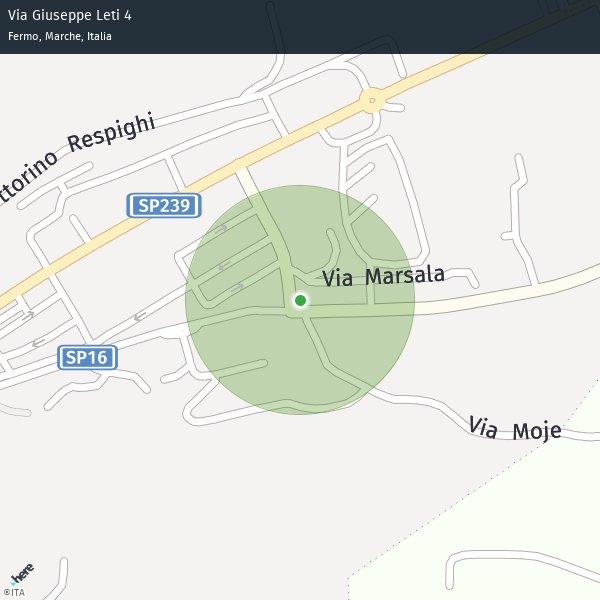 Via Giuseppe Leti 4
Fermo, Marche, Italia
ttorino Respighi
SP239
Via Marsala
SP16
Via Moje
here
©ITA